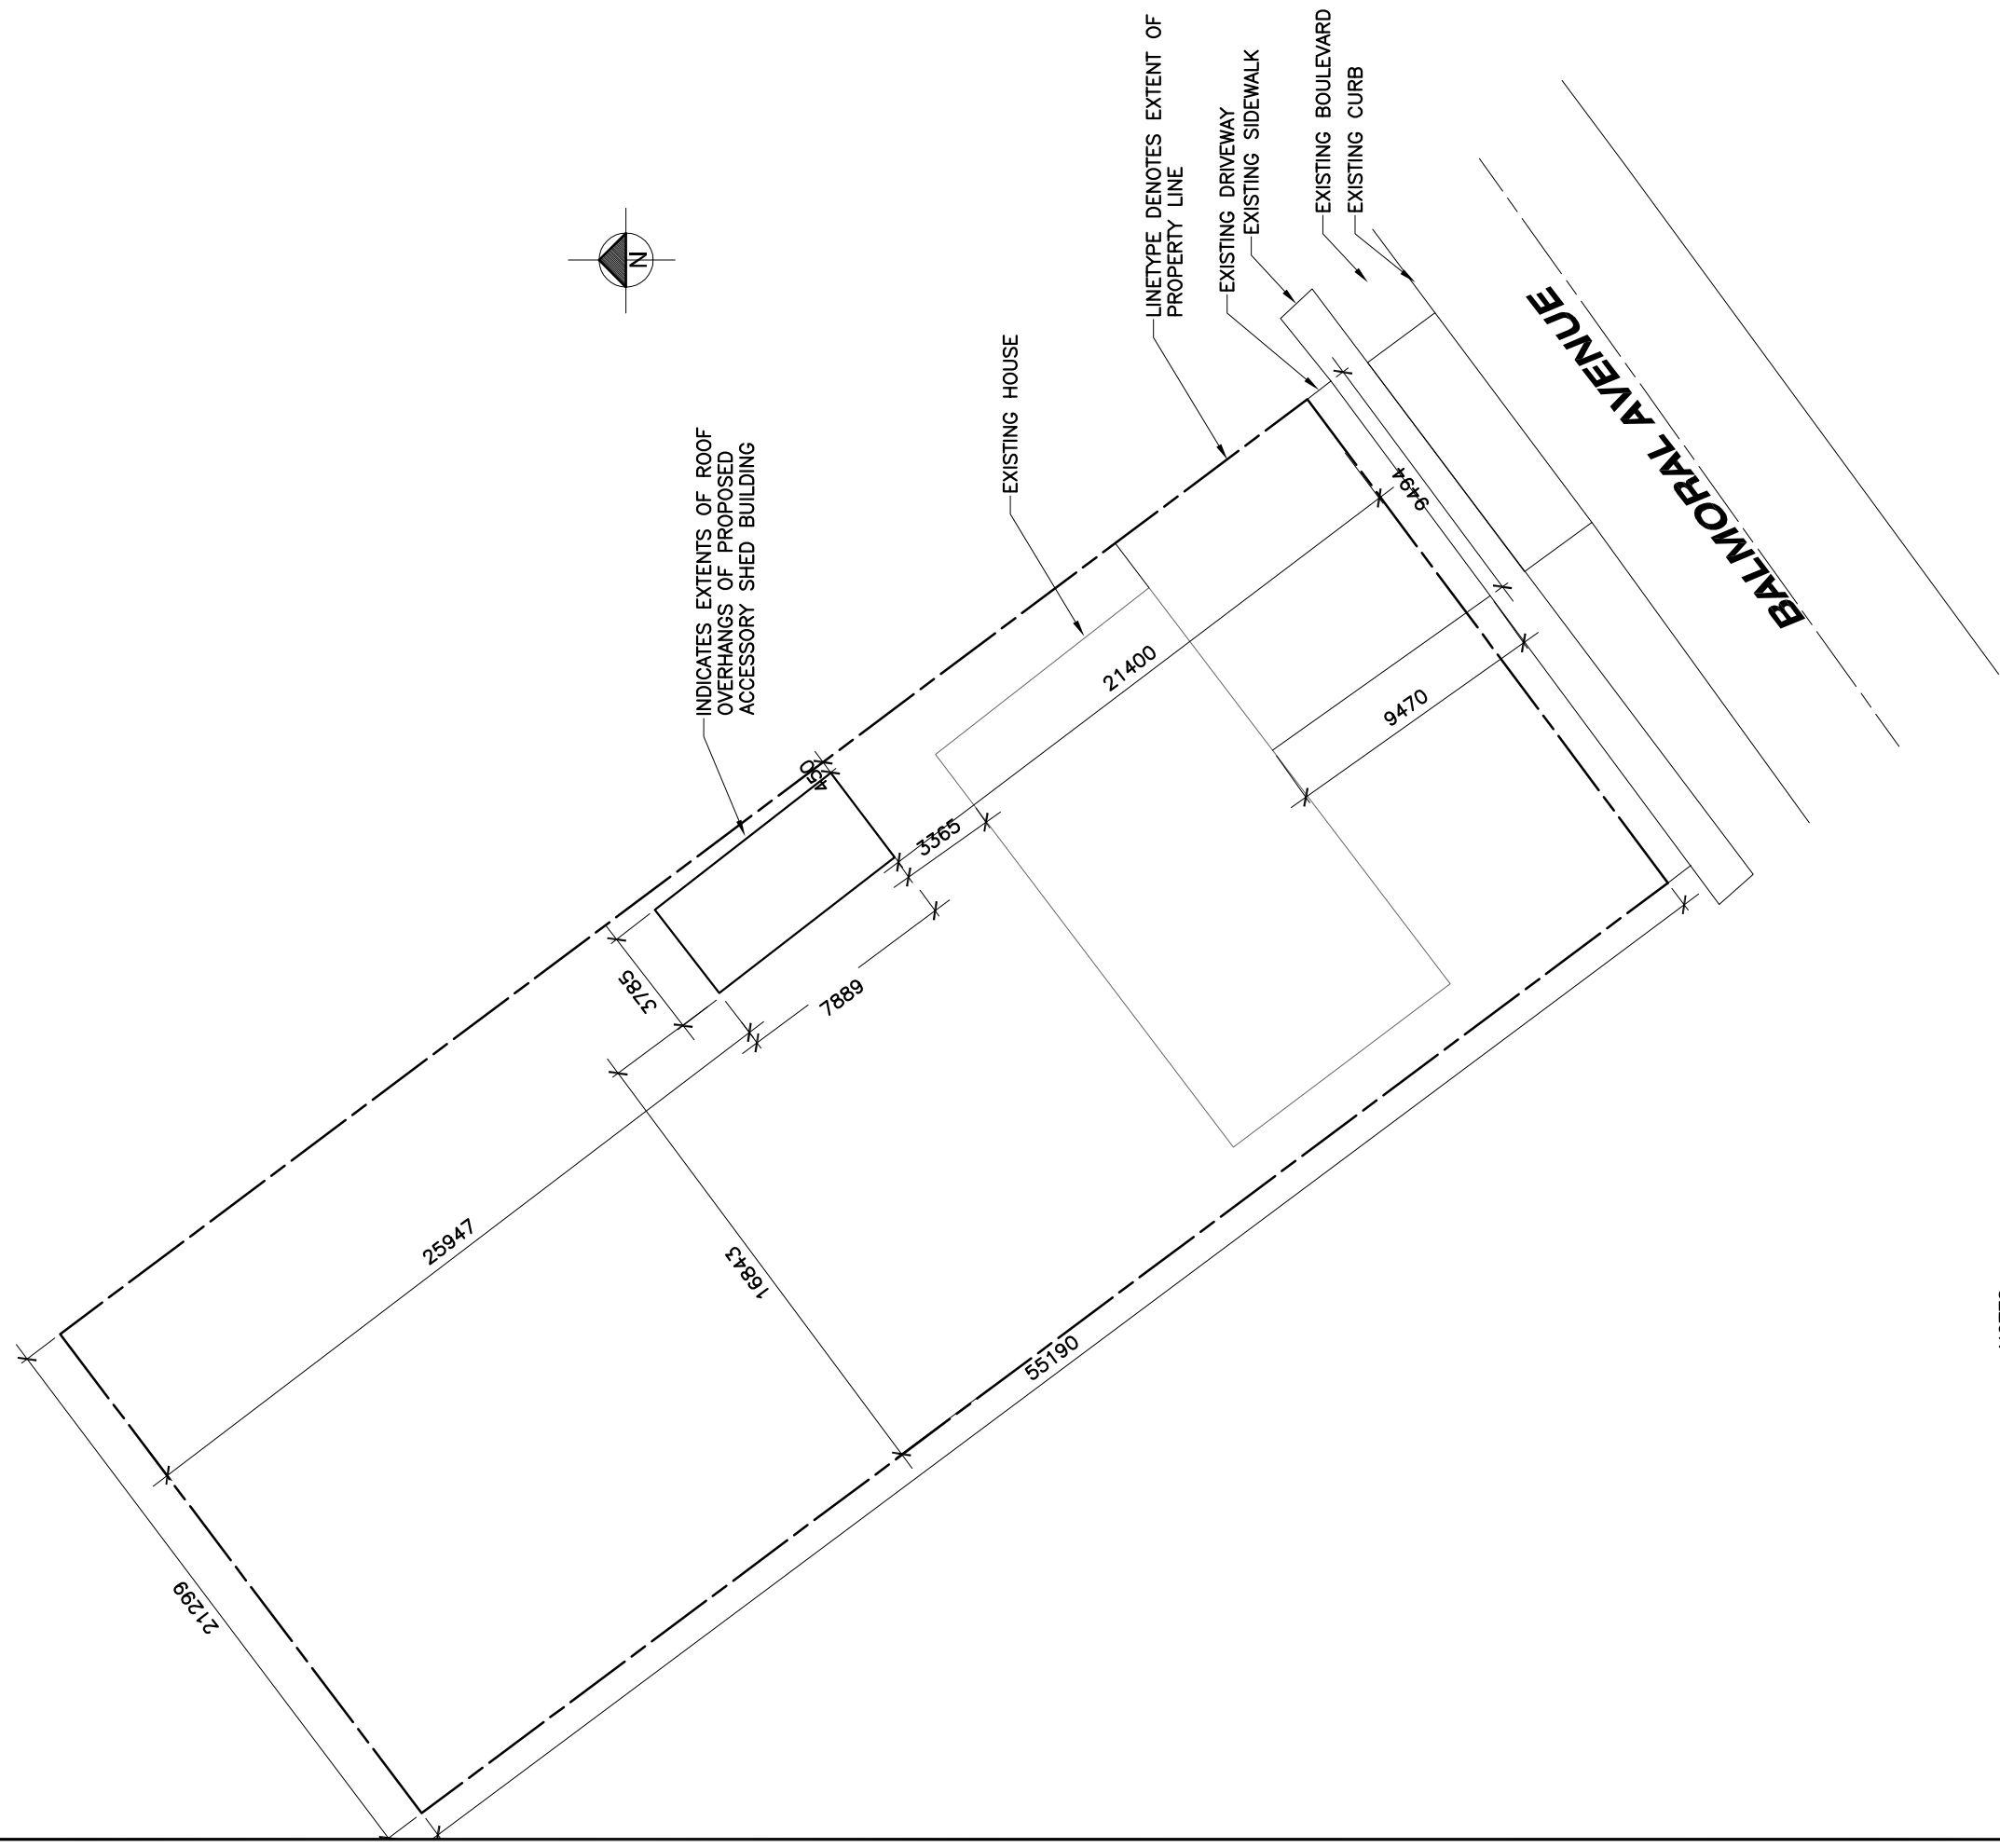 EXISTING BOULEVARD
EXISTING CURB
LINETYPE DENOTES EXTENT OF
PROPERTY LINE
EXISTING DRIVEWAY
EXISTING SIDEWALK
N
EXISTING HOUSE
INDICATES EXTENTS OF ROOF
OVERHANGS OF PROPOSED
ACCESSORY SHED BUILDING
BALMORAL AVENUE
9494
21400
9470
450
3365
3785
7889
25947
16843
55190
21299